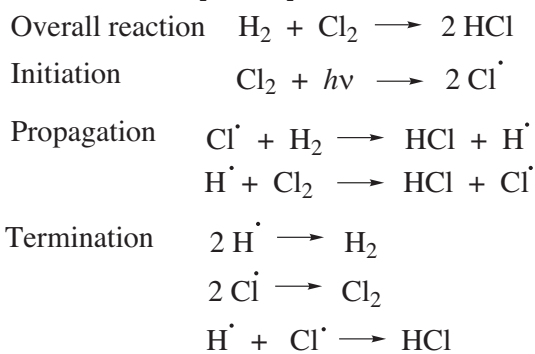 Overall reaction H₂ + Cl₂ ⟶ 2 HCl
Initiation Cl₂ + hν ⟶ 2 Cl˙
Propagation Cl˙ + H₂ ⟶ HCl + H˙
H˙ + Cl₂ ⟶ HCl + Cl˙
Termination 2 H˙ ⟶ H₂
2 Cl˙ ⟶ Cl₂
H˙ + Cl˙ ⟶ HCl